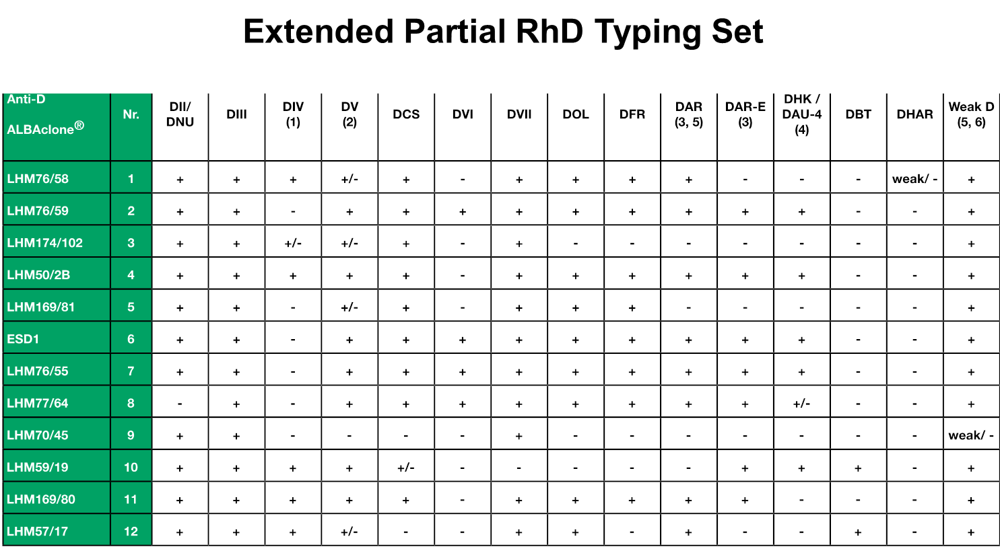 Extended Partial RhD Typing Set
Anti-D
ALBAclone®
Nr.
DII/
DNU
DIII
DIV
(1)
DV
(2)
DCS
DVI
DVII
DOL
DFR
DAR
(3, 5)
DAR-E
(3)
DHK /
DAU-4
(4)
DBT
DHAR
Weak D
(5, 6)
LHM76/58 1 + + + +/- + - + + + + - - - weak/ - +
LHM76/59 2 + + - + + + + + + + + + - - +
LHM174/102 3 + + +/- +/- + - + - - - - - - - +
LHM50/2B 4 + + + + + - + + + + + + - - +
LHM169/81 5 + + - +/- + - + + + - - - - - +
ESD1 6 + + - + + + + + + + + + - - +
LHM76/55 7 + + - + + + + + + + + + - - +
LHM77/64 8 - + - + + + + + + + + +/- - - +
LHM70/45 9 + + - - - - + - - - - - - - weak/ -
LHM59/19 10 + + + + +/- - - - - - + + + - +
LHM169/80 11 + + + + + - + + + + + - - - +
LHM57/17 12 + + + +/- - - + + - + - - + - +